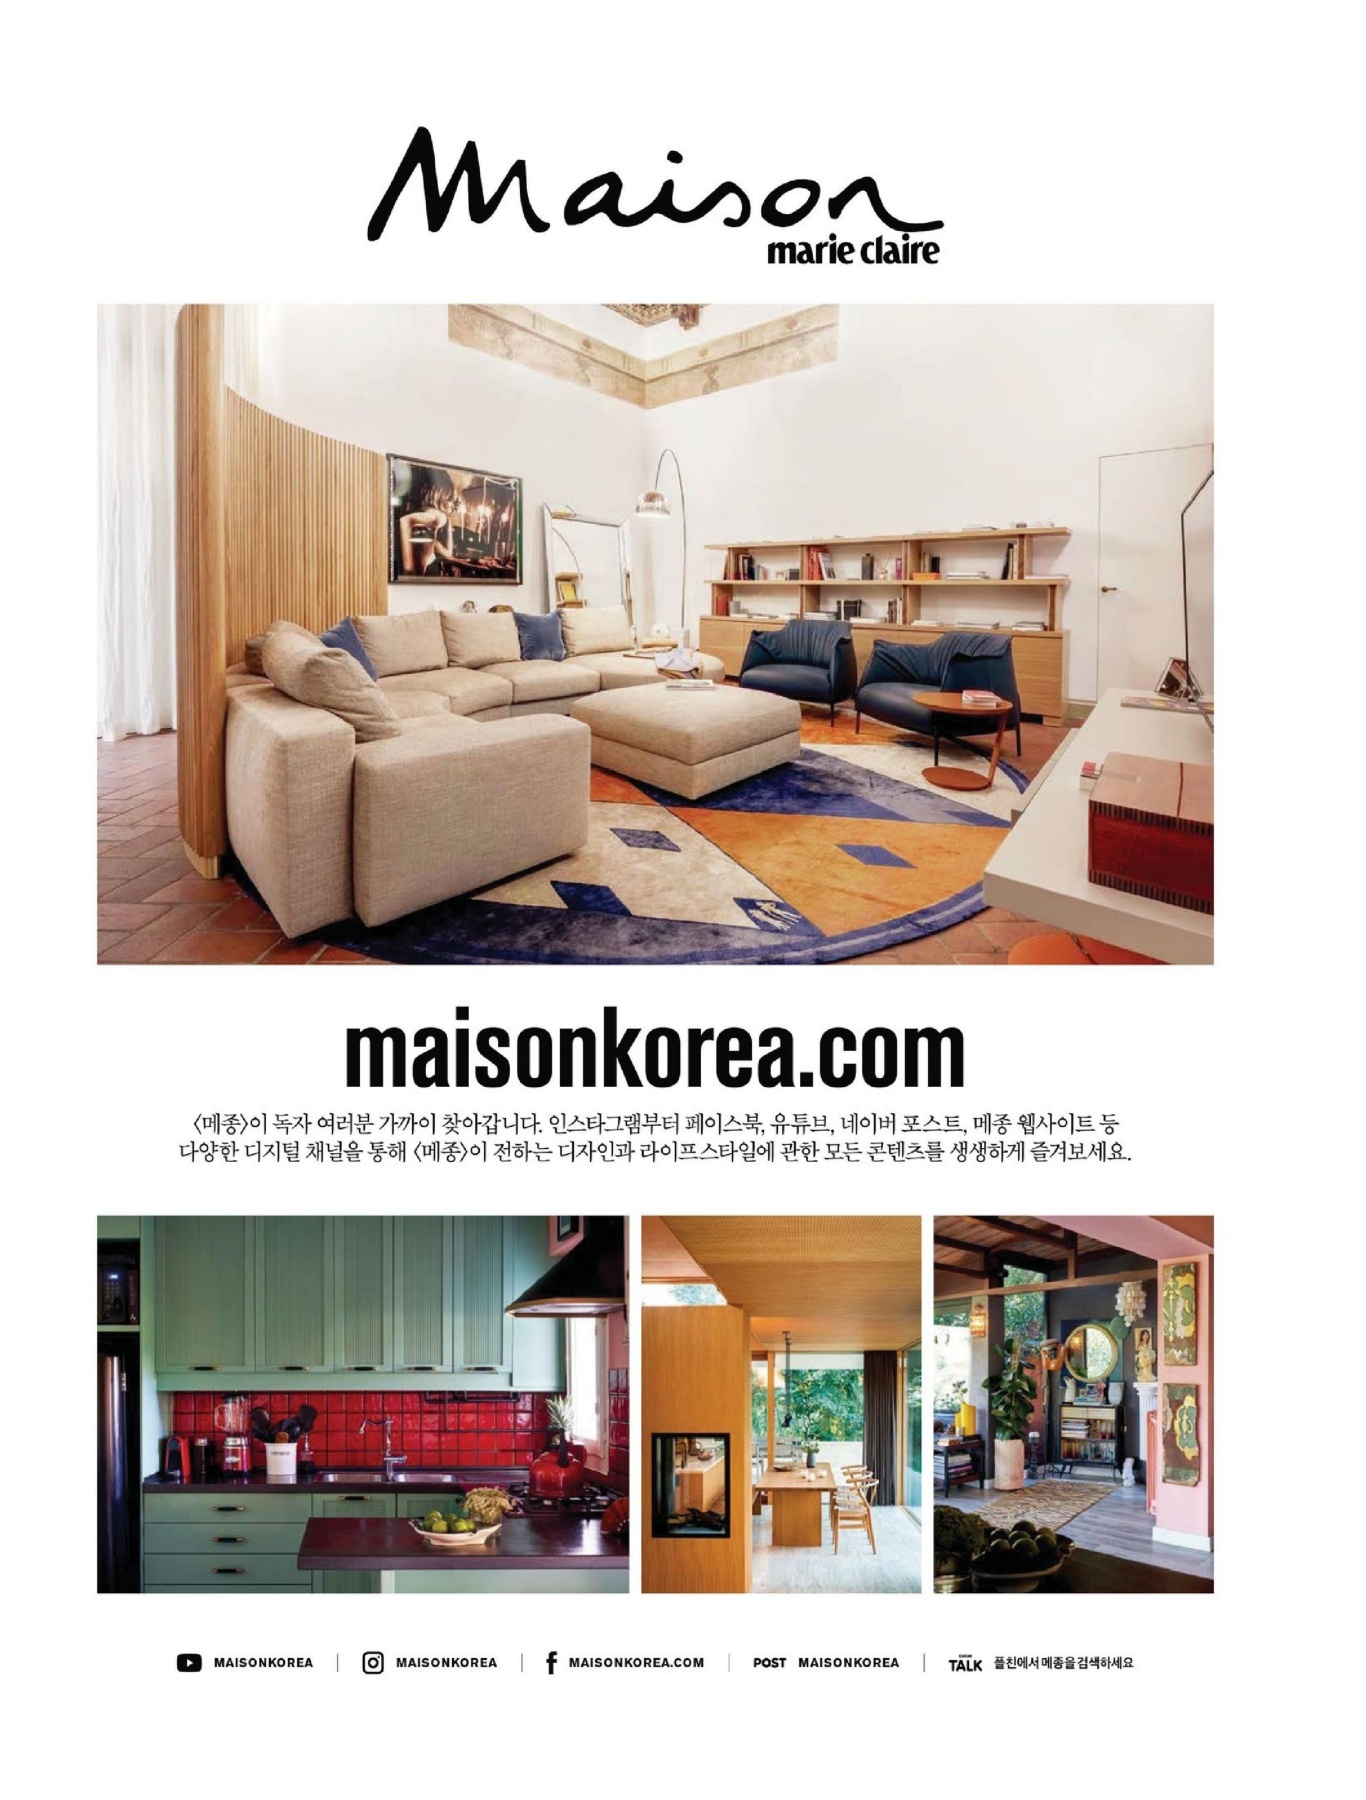 Maison
marie claire
maisonkorea.com
〈메종〉이 독자 여러분 가까이 찾아갑니다. 인스타그램부터 페이스북, 유튜브, 네이버 포스트, 메종 웹사이트 등
다양한 디지털 채널을 통해 〈메종〉이 전하는 디자인과 라이프스타일에 관한 모든 콘텐츠를 생생하게 즐겨보세요.
MAISONKOREA | MAISONKOREA | f MAISONKOREA.COM | POST MAISONKOREA | TALK 플친에서 메종을 검색하세요